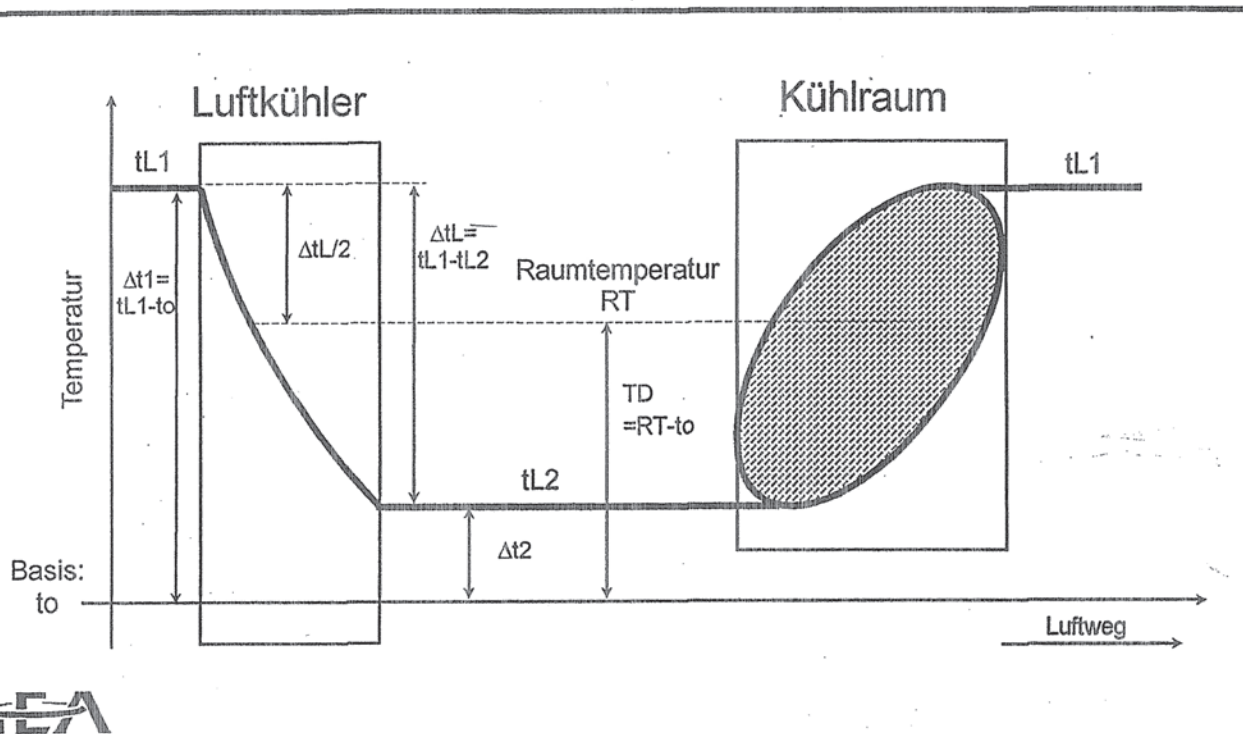 Luftkühler
Kühlraum
tL1
tL1
ΔtL/2
ΔtL=
tL1-tL2
Δt1=
tL1-to
Raumtemperatur
RT
Temperatur
TD
=RT-to
tL2
Δt2
Basis:
to
Luftweg